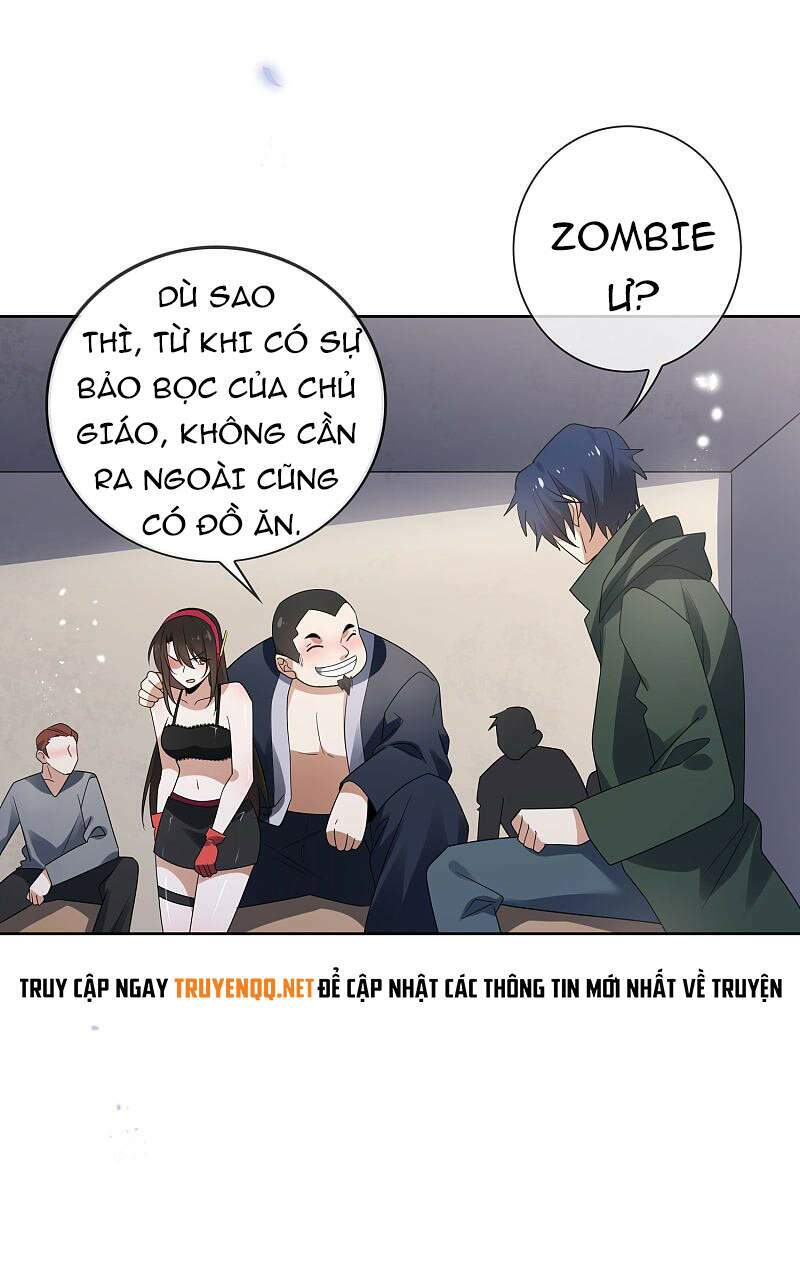 ZOMBIE
Ư?
DÙ SAO
THÌ, TỪ KHI CÓ SỰ
BẢO BỌC CỦA CHỦ
GIÁO, KHÔNG CẦN
RA NGOÀI CŨNG
CÓ ĐỒ ĂN.
TRUY CẬP NGAY TRUYENQQ.NET ĐỂ CẬP NHẬT CÁC THÔNG TIN MỚI NHẤT VỀ TRUYỆN